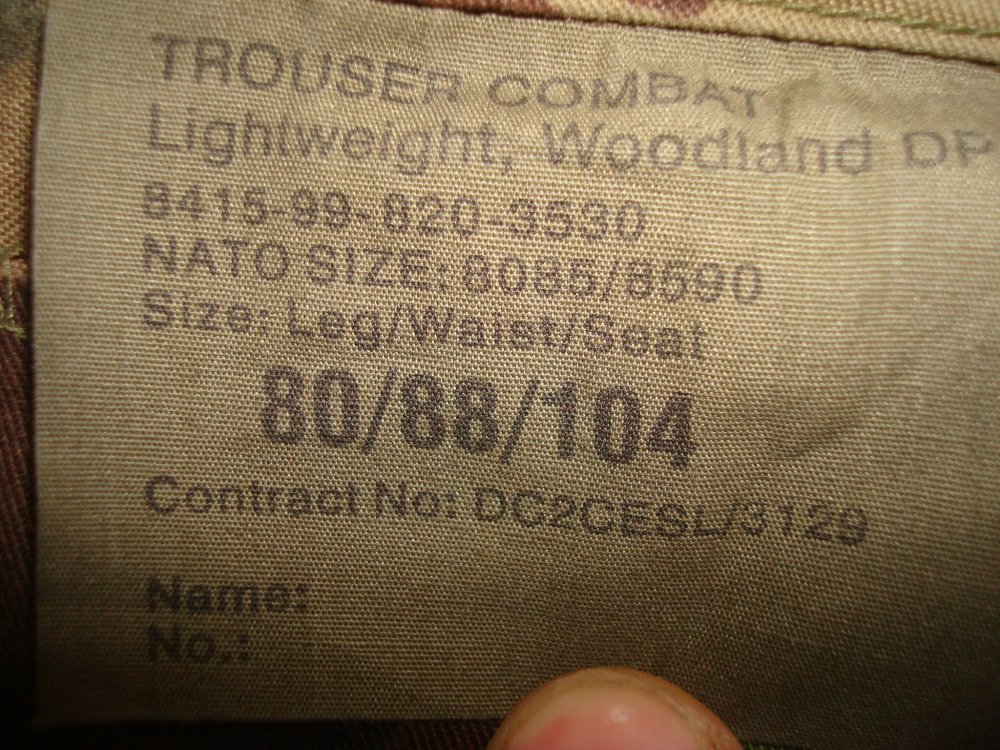 TROUSER COMBAT
Lightweight, Woodland DP
8415-99-820-3530
NATO SIZE: 8085/8590
Size: Leg/Waist/Seat
80/88/104
Contract No: DC2CESL/3129
Name:
No.: